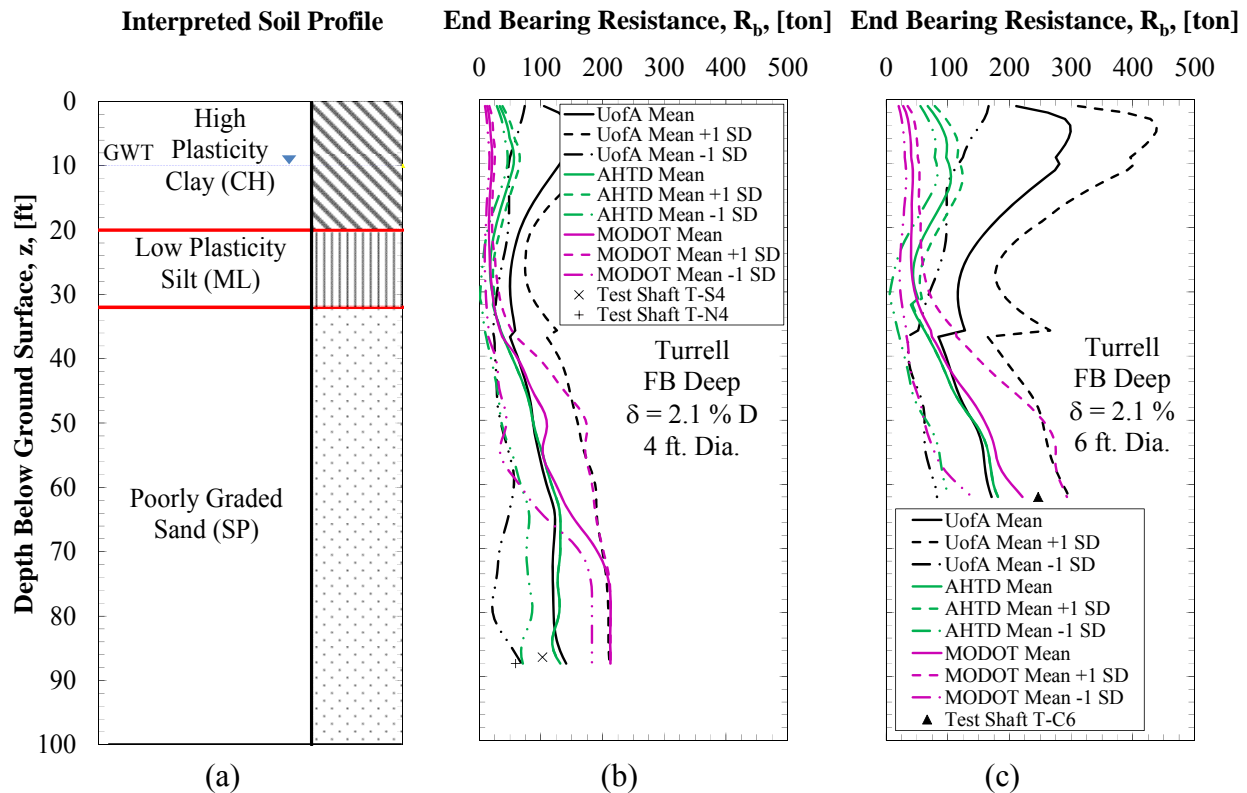 Interpreted Soil Profile
0
10
20
30
40
50
60
70
80
90
100
Depth Below Ground Surface, z, [ft]
High
Plasticity
Clay (CH)
GWT
Low Plasticity
Silt (ML)
Poorly Graded
Sand (SP)
(a)
End Bearing Resistance, Rb, [ton]
0 100 200 300 400 500
UofA Mean
UofA Mean +1 SD
UofA Mean -1 SD
AHTD Mean
AHTD Mean +1 SD
AHTD Mean -1 SD
MODOT Mean
MODOT Mean +1 SD
MODOT Mean -1 SD
Test Shaft T-S4
Test Shaft T-N4
Turrell
FB Deep
δ = 2.1 % D
4 ft. Dia.
(b)
End Bearing Resistance, Rb, [ton]
0 100 200 300 400 500
Turrell
FB Deep
δ = 2.1 %
6 ft. Dia.
UofA Mean
UofA Mean +1 SD
UofA Mean -1 SD
AHTD Mean
AHTD Mean +1 SD
AHTD Mean -1 SD
MODOT Mean
MODOT Mean +1 SD
MODOT Mean -1 SD
Test Shaft T-C6
(c)